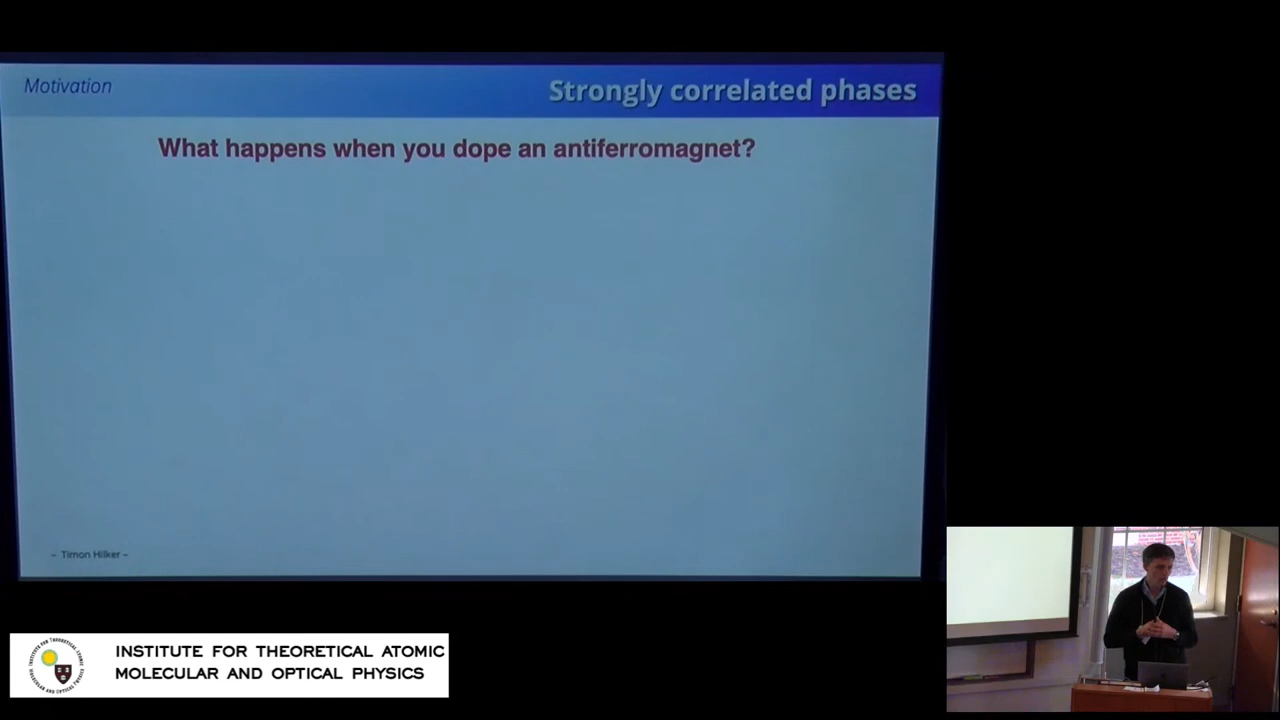 Motivation
Strongly correlated phases
What happens when you dope an antiferromagnet?
– Timon Hilker –
INSTITUTE FOR THEORETICAL ATOMIC
MOLECULAR AND OPTICAL PHYSICS